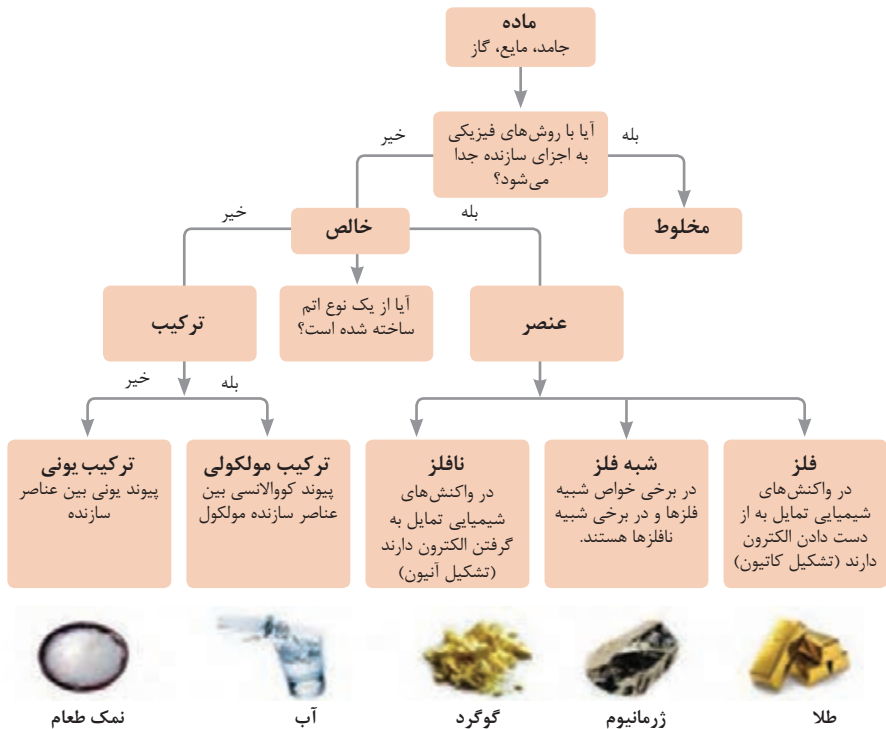 ماده
جامد، مایع، گاز
آیا با روش‌های فیزیکی
به اجزای سازنده جدا
می‌شود؟
بله
خیر
مخلوط
خالص
بله
خیر
عنصر
آیا از یک نوع اتم
ساخته شده است؟
ترکیب
بله
خیر
فلز
در واکنش‌های
شیمیایی تمایل به از
دست دادن الکترون
دارند (تشکیل کاتیون)
شبه فلز
در برخی خواص شبیه
فلزها و در برخی شبیه
نافلزها هستند.
نافلز
در واکنش‌های
شیمیایی تمایل به
گرفتن الکترون دارند
(تشکیل آنیون)
ترکیب مولکولی
پیوند کووالانسی بین
عناصر سازنده مولکول
ترکیب یونی
پیوند یونی بین عناصر
سازنده
طلا
ژرمانیوم
گوگرد
آب
نمک طعام